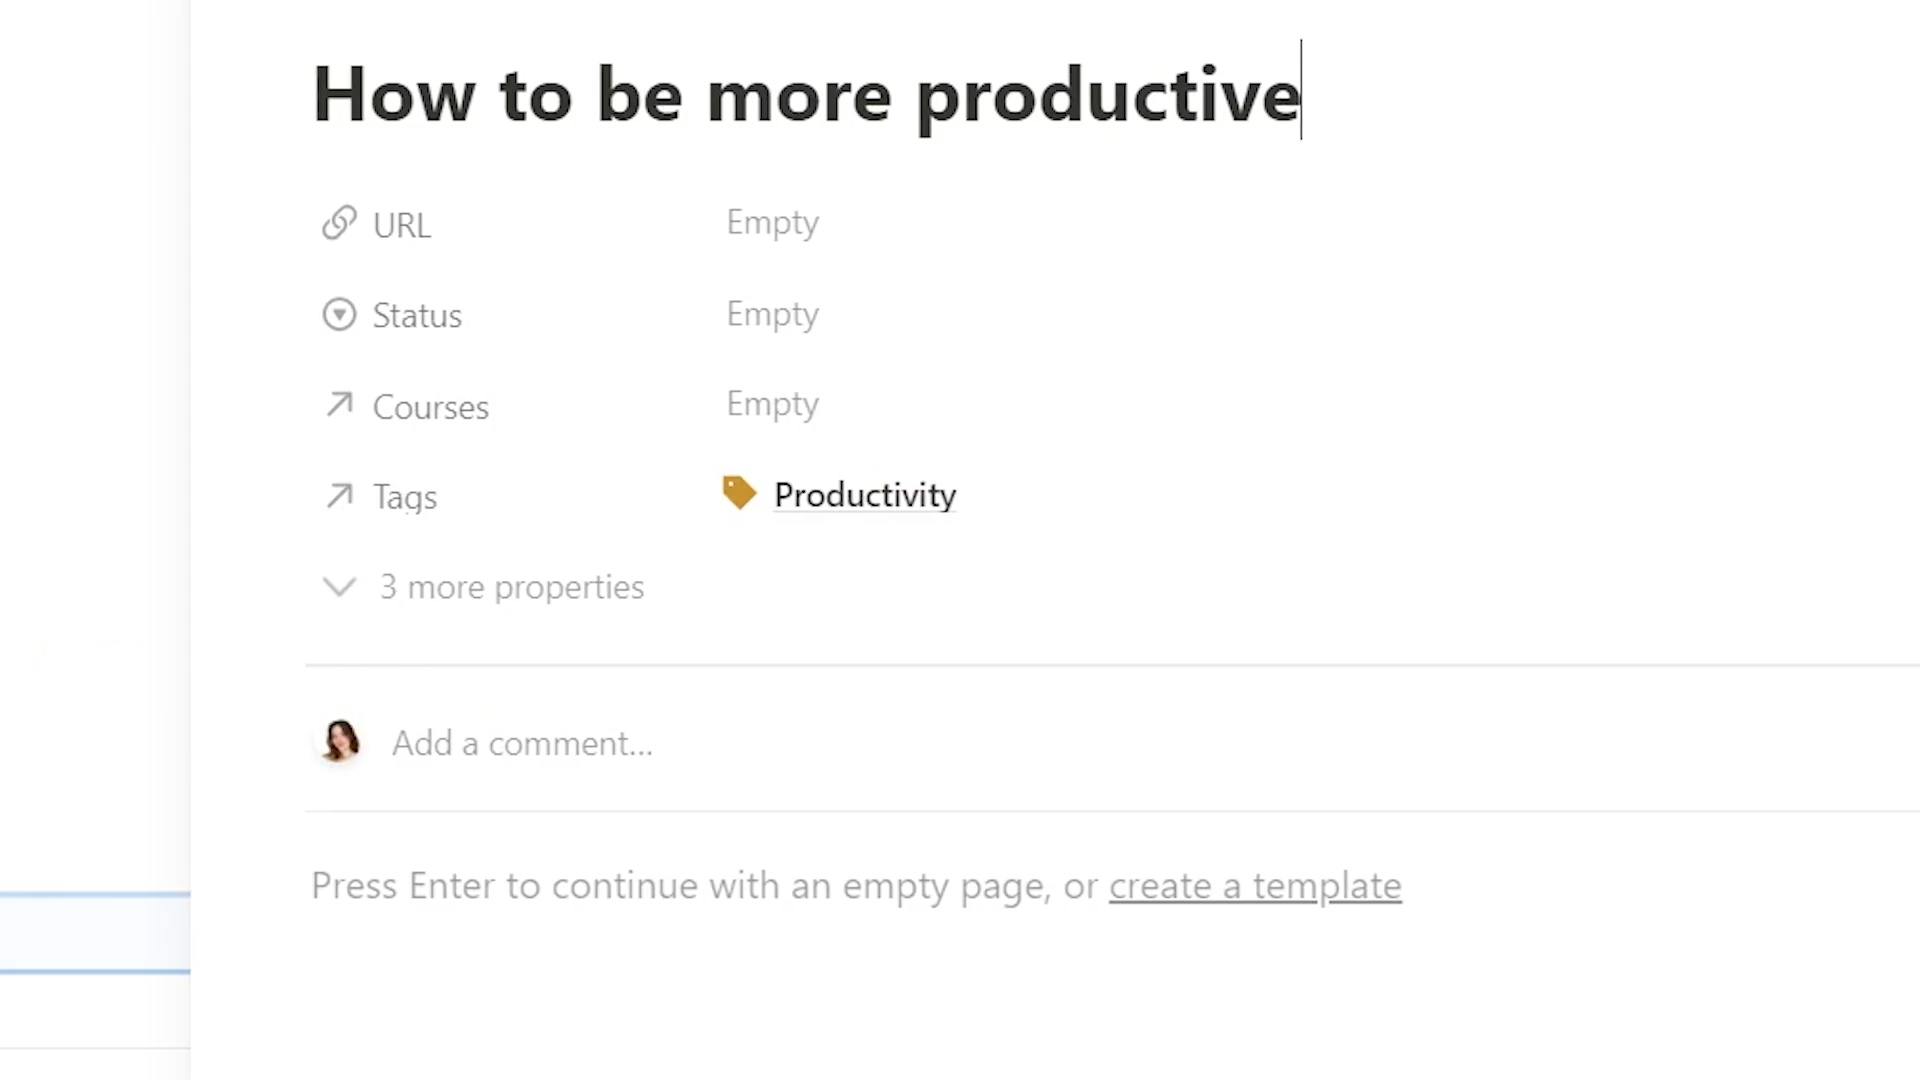 How to be more productive
URL Empty
Status Empty
Courses Empty
Tags Productivity
3 more properties
Add a comment...
Press Enter to continue with an empty page, or create a template